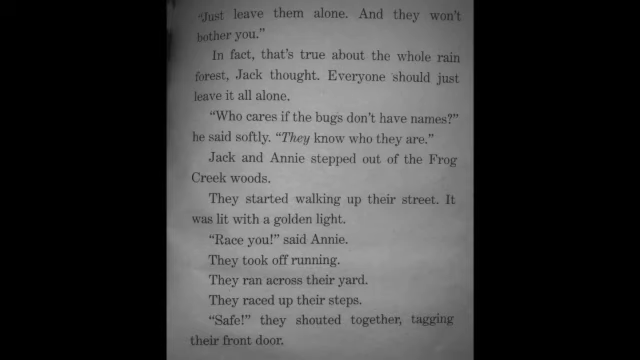 "Just leave them alone. And they won't
bother you."
In fact, that's true about the whole rain
forest, Jack thought. Everyone should just
leave it all alone.
"Who cares if the bugs don't have names?"
he said softly. "They know who they are."
Jack and Annie stepped out of the Frog
Creek woods.
They started walking up their street. It
was lit with a golden light.
"Race you!" said Annie.
They took off running.
They ran across their yard.
They raced up their steps.
"Safe!" they shouted together, tagging
their front door.